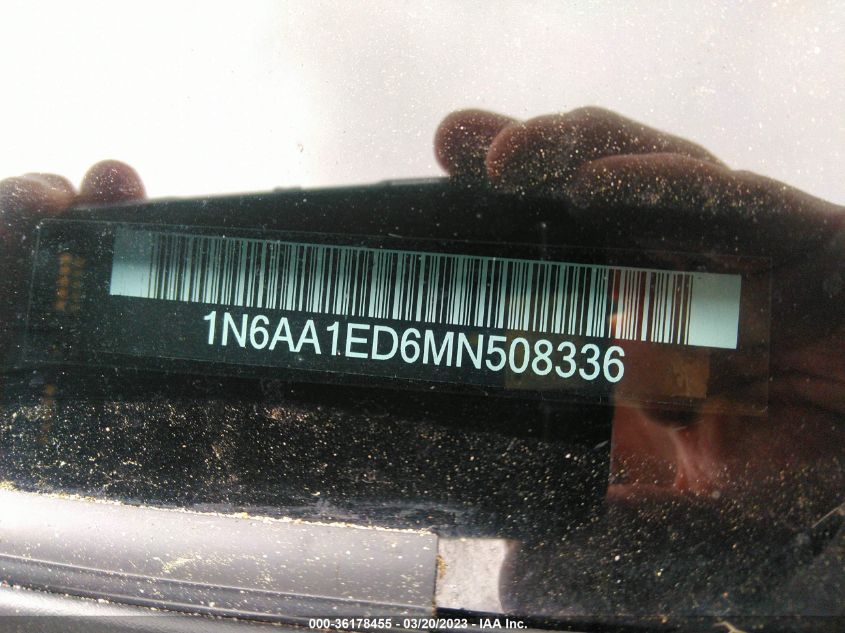 1N6AA1ED6MN508336
000-36178455 - 03/20/2023 - IAA Inc.